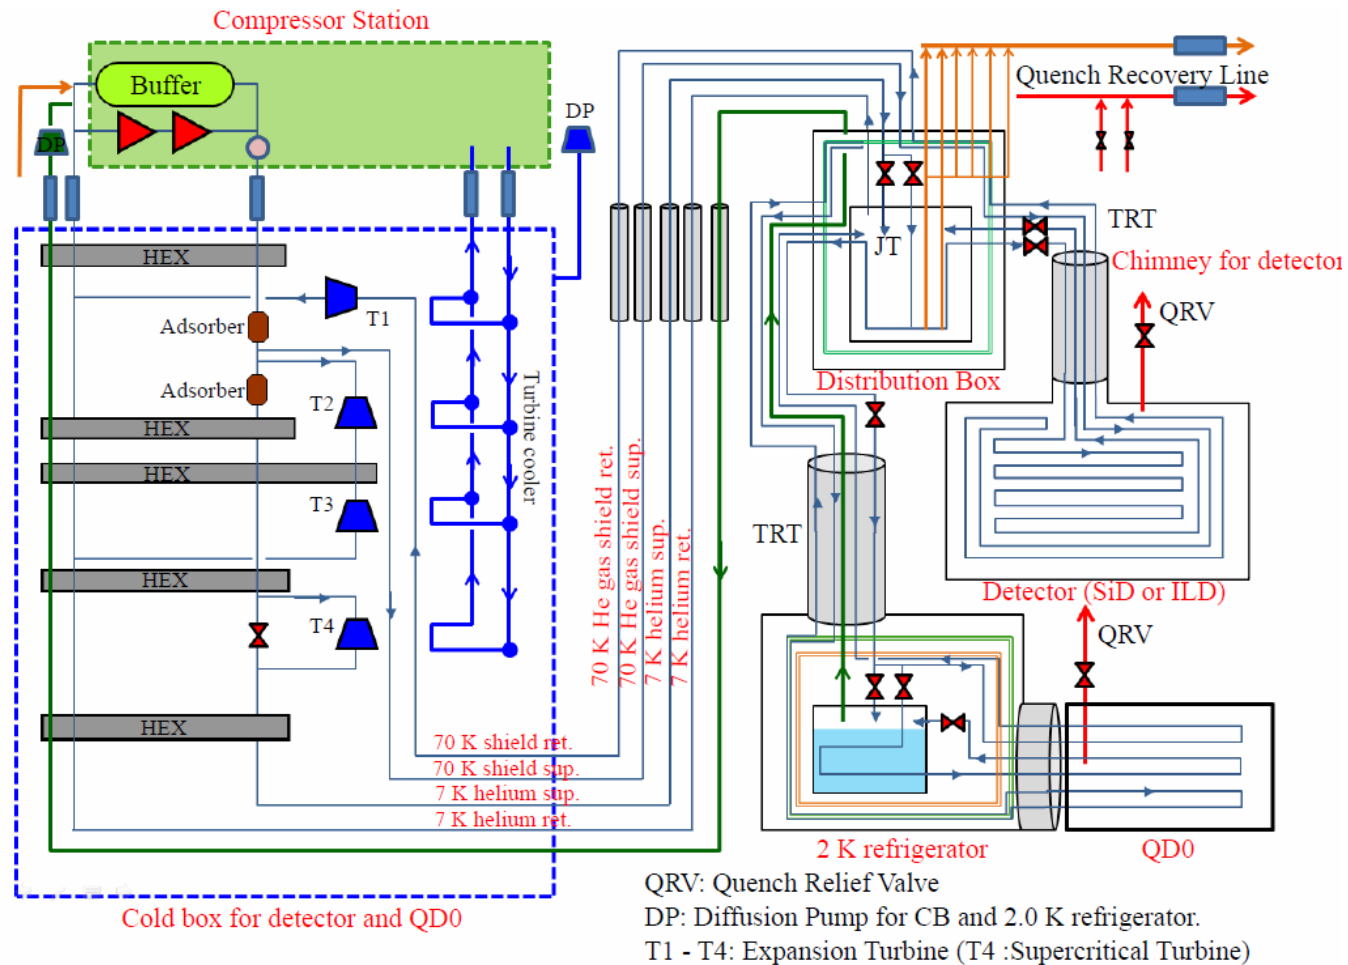 Compressor Station
Buffer
DP
DP
Quench Recovery Line
HEX
T1
Adsorber
Adsorber
T2
HEX
HEX
T3
HEX
T4
HEX
Turbine cooler
70 K He gas shield ret.
70 K He gas shield sup.
7 K helium sup.
7 K helium ret.
JT
TRT
Chimney for detector
QRV
Distribution Box
TRT
Detector (SiD or ILD)
QRV
70 K shield ret.
70 K shield sup.
7 K helium sup.
7 K helium ret.
2 K refrigerator
QD0
Cold box for detector and QD0
QRV: Quench Relief Valve
DP: Diffusion Pump for CB and 2.0 K refrigerator.
T1 - T4: Expansion Turbine (T4 :Supercritical Turbine)